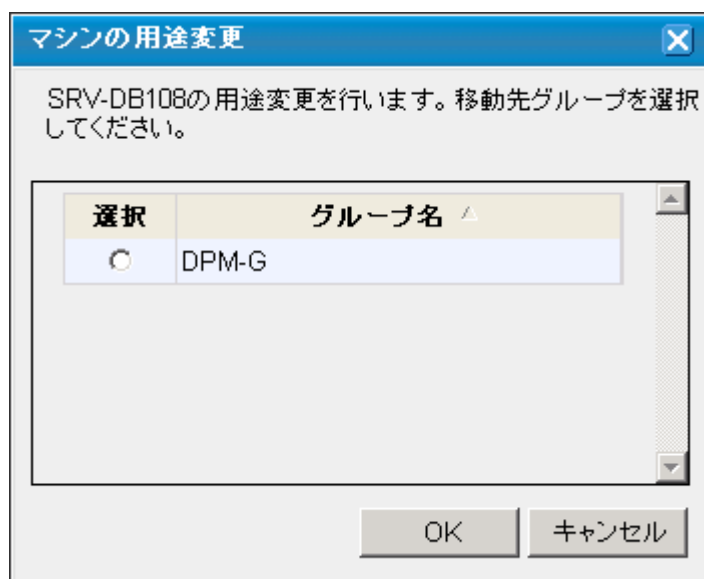 マシンの用途変更
SRV-DB108の用途変更を行います。移動先グループを選択
してください。
選択 グループ名
DPM-G
OK キャンセル